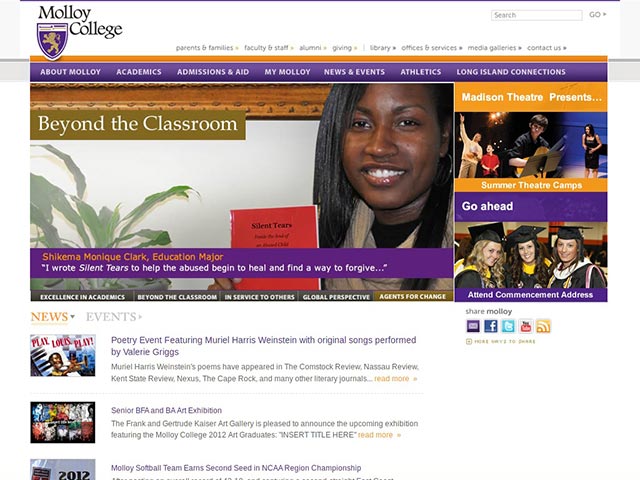 Molloy
College
Search
GO
parents & families » faculty & staff » alumni » giving » | library » offices & services » media galleries » contact us »
ABOUT MOLLOY ACADEMICS ADMISSIONS & AID MY MOLLOY NEWS & EVENTS ATHLETICS LONG ISLAND CONNECTIONS
Beyond the Classroom
Silent Tears
Shikema Monique Clark, Education Major
“I wrote Silent Tears to help the abused begin to heal and find a way to forgive...”
EXCELLENCE IN ACADEMICS BEYOND THE CLASSROOM IN SERVICE TO OTHERS GLOBAL PERSPECTIVE AGENTS FOR CHANGE
Madison Theatre Presents...
Summer Theatre Camps
Go ahead
Attend Commencement Address
share molloy
You
Tube
MORE WAYS TO SHARE
NEWS EVENTS
PLAY, LOUIS, PLAY!
Poetry Event Featuring Muriel Harris Weinstein with original songs performed
by Valerie Griggs
Muriel Harris Weinstein's poems have appeared in The Comstock Review, Nassau Review,
Kent State Review, Nexus, The Cape Rock, and many other literary journals... read more »
Senior BFA and BA Art Exhibition
The Frank and Gertrude Kaiser Art Gallery is pleased to announce the upcoming exhibition
featuring the Molloy College 2012 Art Graduates: "INSERT TITLE HERE" read more »
2012
Molloy Softball Team Earns Second Seed in NCAA Region Championship